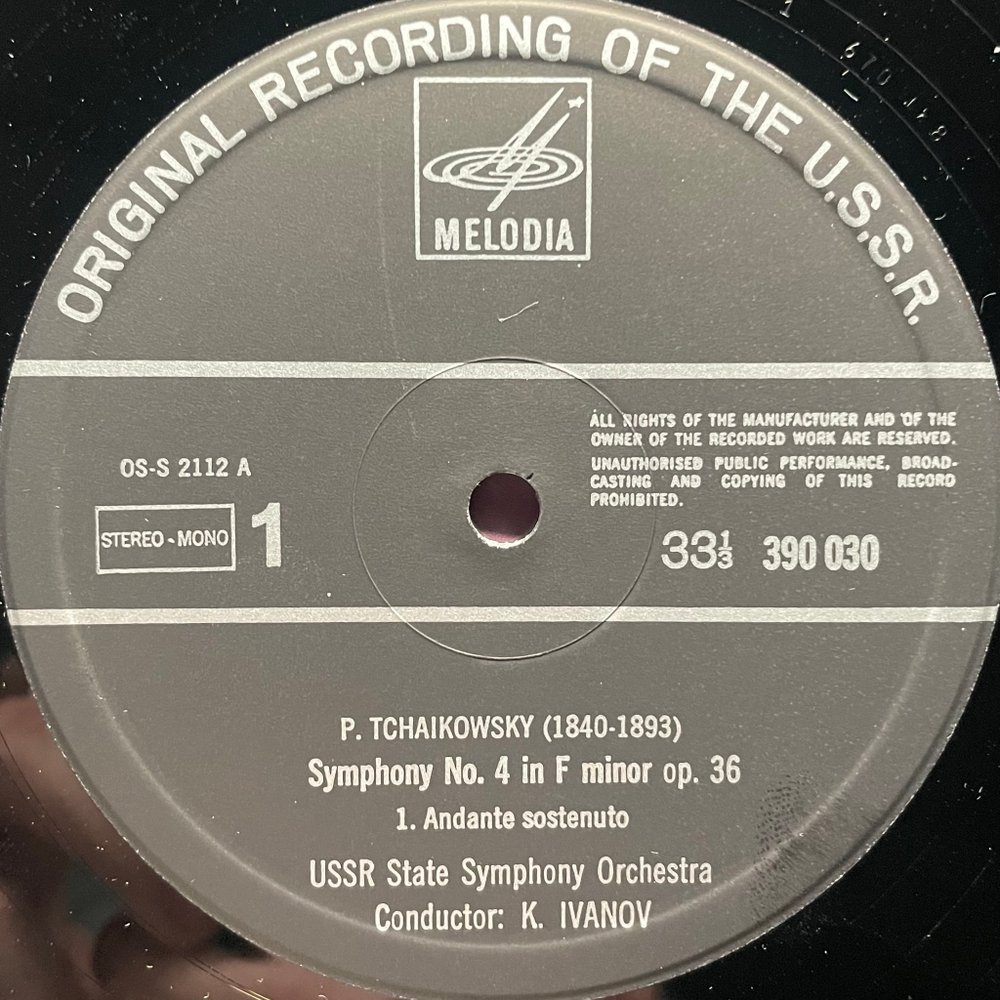 ORIGINAL RECORDING OF THE U.S.S.R.
MELODIA
ALL RIGHTS OF THE MANUFACTURER AND OF THE
OWNER OF THE RECORDED WORK ARE RESERVED.
UNAUTHORISED PUBLIC PERFORMANCE, BROAD-
CASTING AND COPYING OF THIS RECORD
PROHIBITED.
OS-S 2112 A
STEREO-MONO 1
33⅓ 390 030
P. TCHAIKOWSKY (1840-1893)
Symphony No. 4 in F minor op. 36
1. Andante sostenuto
USSR State Symphony Orchestra
Conductor: K. IVANOV